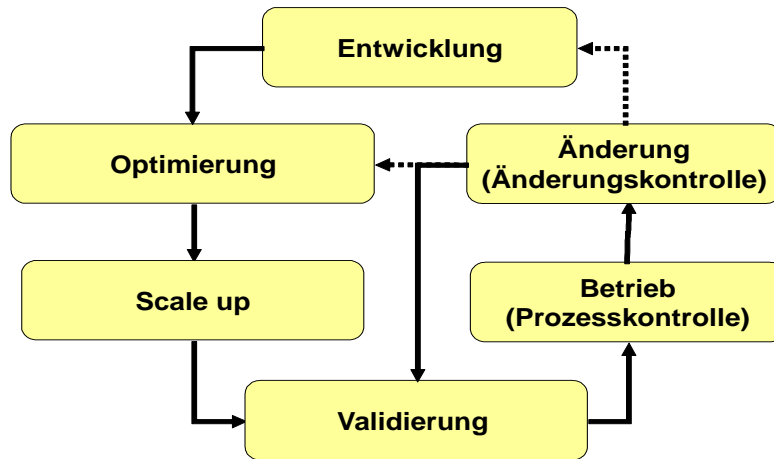 Entwicklung
Optimierung
Änderung
(Änderungskontrolle)
Scale up
Betrieb
(Prozesskontrolle)
Validierung